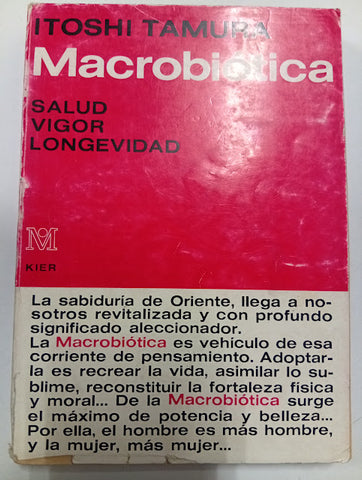 ITOSHI TAMURA
Macrobiótica
SALUD
VIGOR
LONGEVIDAD
M
KIER
La sabiduría de Oriente, llega a no-
sotros revitalizada y con profundo
significado aleccionador.
La Macrobiótica es vehículo de esa
corriente de pensamiento. Adoptar-
la es recrear la vida, asimilar lo su-
blime, reconstituir la fortaleza física
y moral... De la Macrobiótica surge
el máximo de potencia y belleza...
Por ella, el hombre es más hombre,
y la mujer, más mujer...